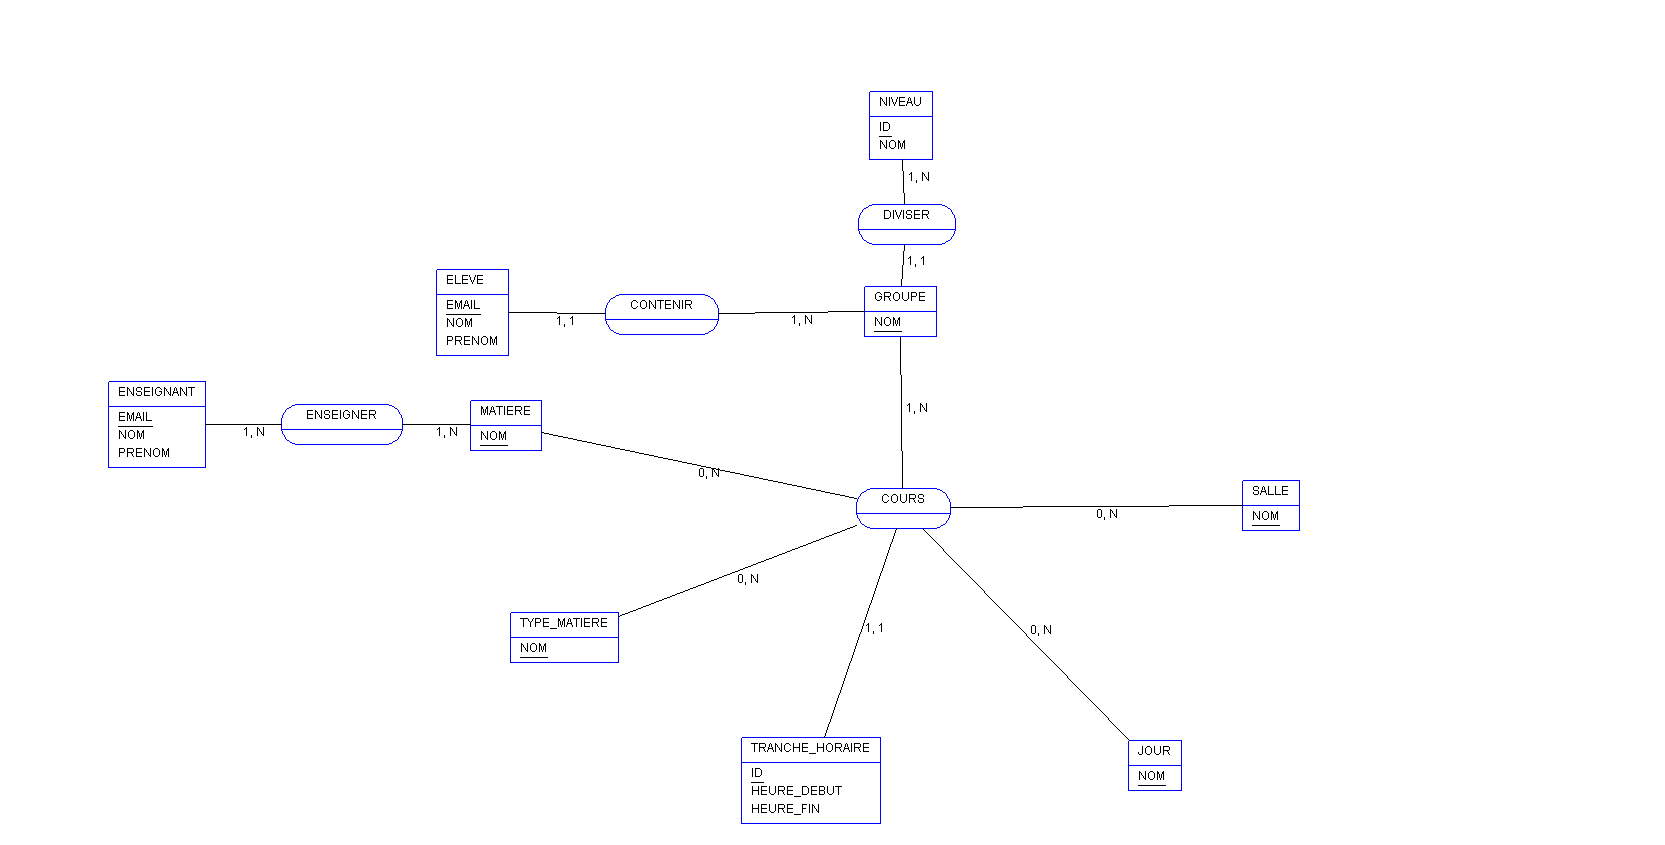 NIVEAU
ID
NOM
1, N
DIVISER
1, 1
ELEVE
EMAIL
NOM
PRENOM
1, 1
CONTENIR
1, N
GROUPE
NOM
1, N
ENSEIGNANT
EMAIL
NOM
PRENOM
1, N
ENSEIGNER
1, N
MATIERE
NOM
0, N
COURS
0, N
SALLE
NOM
0, N
TYPE_MATIERE
NOM
1, 1
0, N
TRANCHE_HORAIRE
ID
HEURE_DEBUT
HEURE_FIN
JOUR
NOM